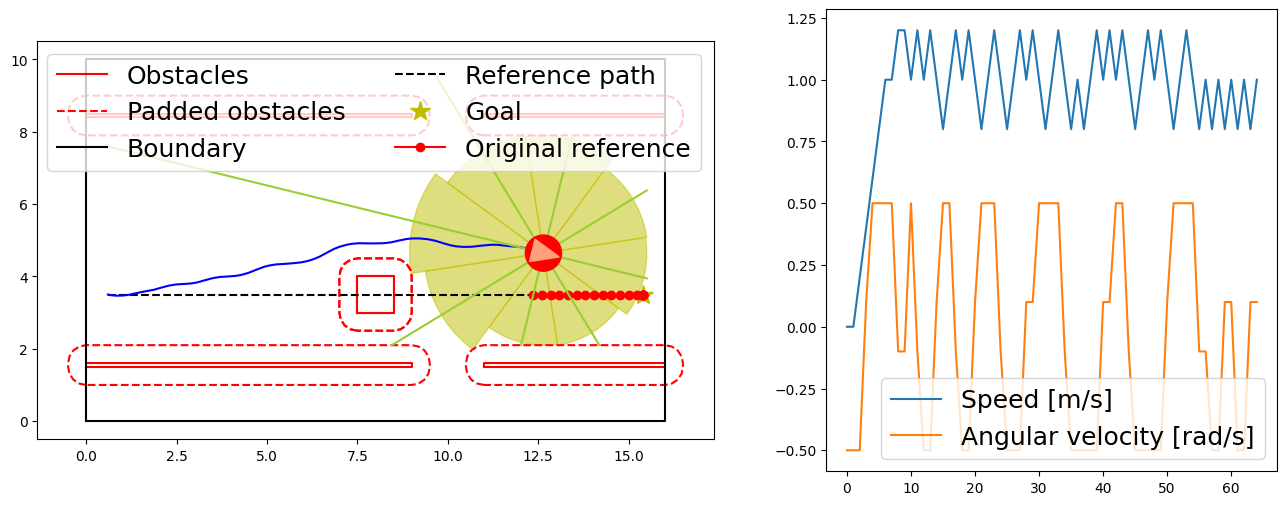 Obstacles
Padded obstacles
Boundary
Reference path
Goal
Original reference
10
8
6
4
2
0
0.0 2.5 5.0 7.5 10.0 12.5 15.0
1.25
1.00
0.75
0.50
0.25
0.00
−0.25
−0.50
Speed [m/s]
Angular velocity [rad/s]
0 10 20 30 40 50 60